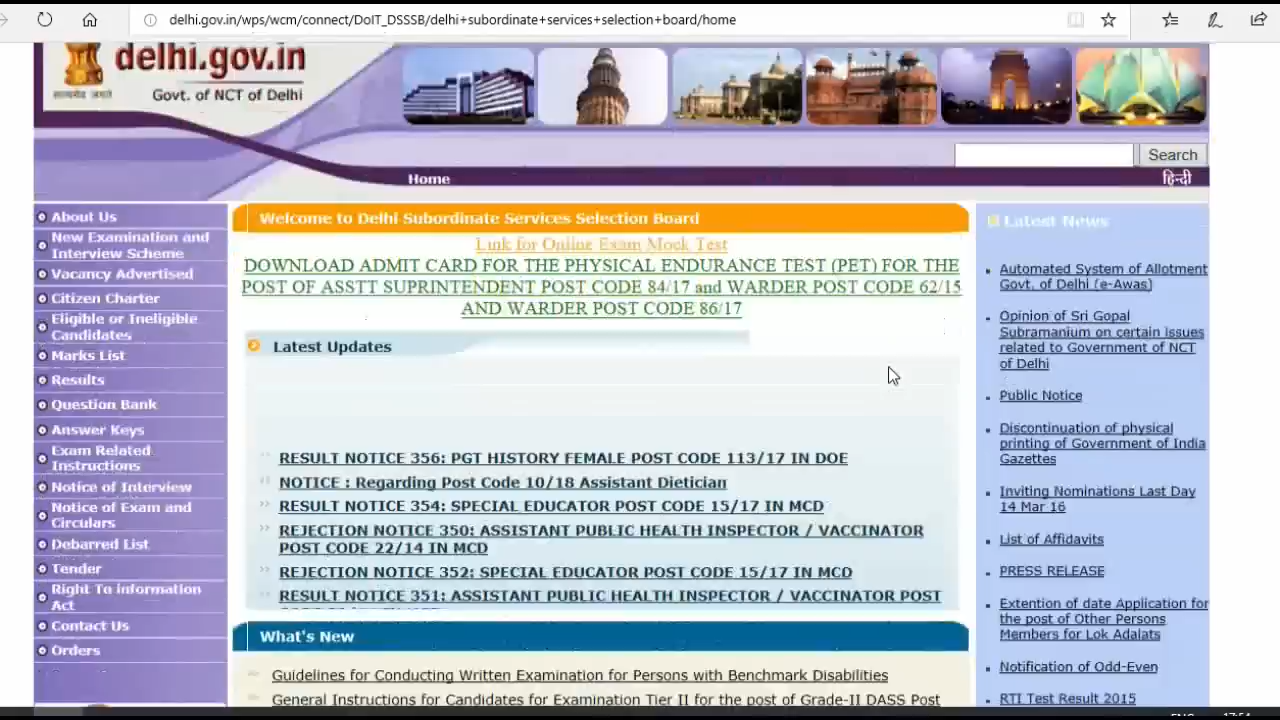 delhi.gov.in/wps/wcm/connect/DoIT_DSSSB/delhi+subordinate+services+selection+board/home
delhi.gov.in
सत्यमेव जयते
Govt. of NCT of Delhi
Search
Home
हिन्दी
About Us
New Examination and
Interview Scheme
Vacancy Advertised
Citizen Charter
Eligible or Ineligible
Candidates
Marks List
Results
Question Bank
Answer Keys
Exam Related
Instructions
Notice of Interview
Notice of Exam and
Circulars
Debarred List
Tender
Right To information
Act
Contact Us
Orders
Welcome to Delhi Subordinate Services Selection Board
Link for Online Exam Mock Test
DOWNLOAD ADMIT CARD FOR THE PHYSICAL ENDURANCE TEST (PET) FOR THE
POST OF ASSTT SUPRINTENDENT POST CODE 84/17 and WARDER POST CODE 62/15
AND WARDER POST CODE 86/17
Latest Updates
RESULT NOTICE 356: PGT HISTORY FEMALE POST CODE 113/17 IN DOE
NOTICE : Regarding Post Code 10/18 Assistant Dietician
RESULT NOTICE 354: SPECIAL EDUCATOR POST CODE 15/17 IN MCD
REJECTION NOTICE 350: ASSISTANT PUBLIC HEALTH INSPECTOR / VACCINATOR
POST CODE 22/14 IN MCD
REJECTION NOTICE 352: SPECIAL EDUCATOR POST CODE 15/17 IN MCD
RESULT NOTICE 351: ASSISTANT PUBLIC HEALTH INSPECTOR / VACCINATOR POST
What's New
Guidelines for Conducting Written Examination for Persons with Benchmark Disabilities
General Instructions for Candidates for Examination Tier II for the post of Grade-II DASS Post
Latest News
Automated System of Allotment
Govt. of Delhi (e-Awas)
Opinion of Sri Gopal
Subramanium on certain issues
related to Government of NCT
of Delhi
Public Notice
Discontinuation of physical
printing of Government of India
Gazettes
Inviting Nominations Last Day
14 Mar 16
List of Affidavits
PRESS RELEASE
Extention of date Application for
the post of Other Persons
Members for Lok Adalats
Notification of Odd-Even
RTI Test Result 2015